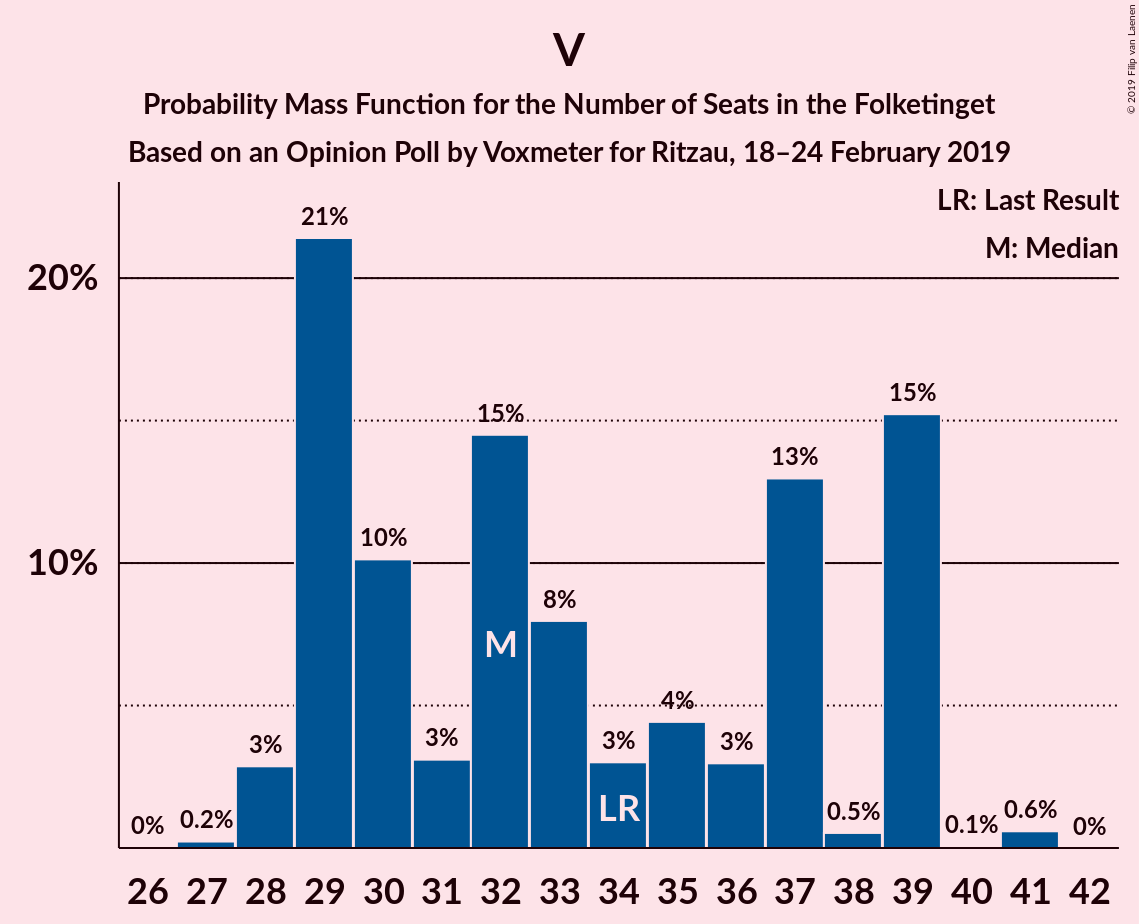 V
Probability Mass Function for the Number of Seats in the Folketinget
Based on an Opinion Poll by Voxmeter for Ritzau, 18–24 February 2019
© 2019 Filip van Laenen
LR: Last Result
M: Median
20%
10%
0%
0.2%
3%
21%
10%
3%
15%
8%
3%
4%
3%
13%
0.5%
15%
0.1%
0.6%
0%
M
LR
26 27 28 29 30 31 32 33 34 35 36 37 38 39 40 41 42